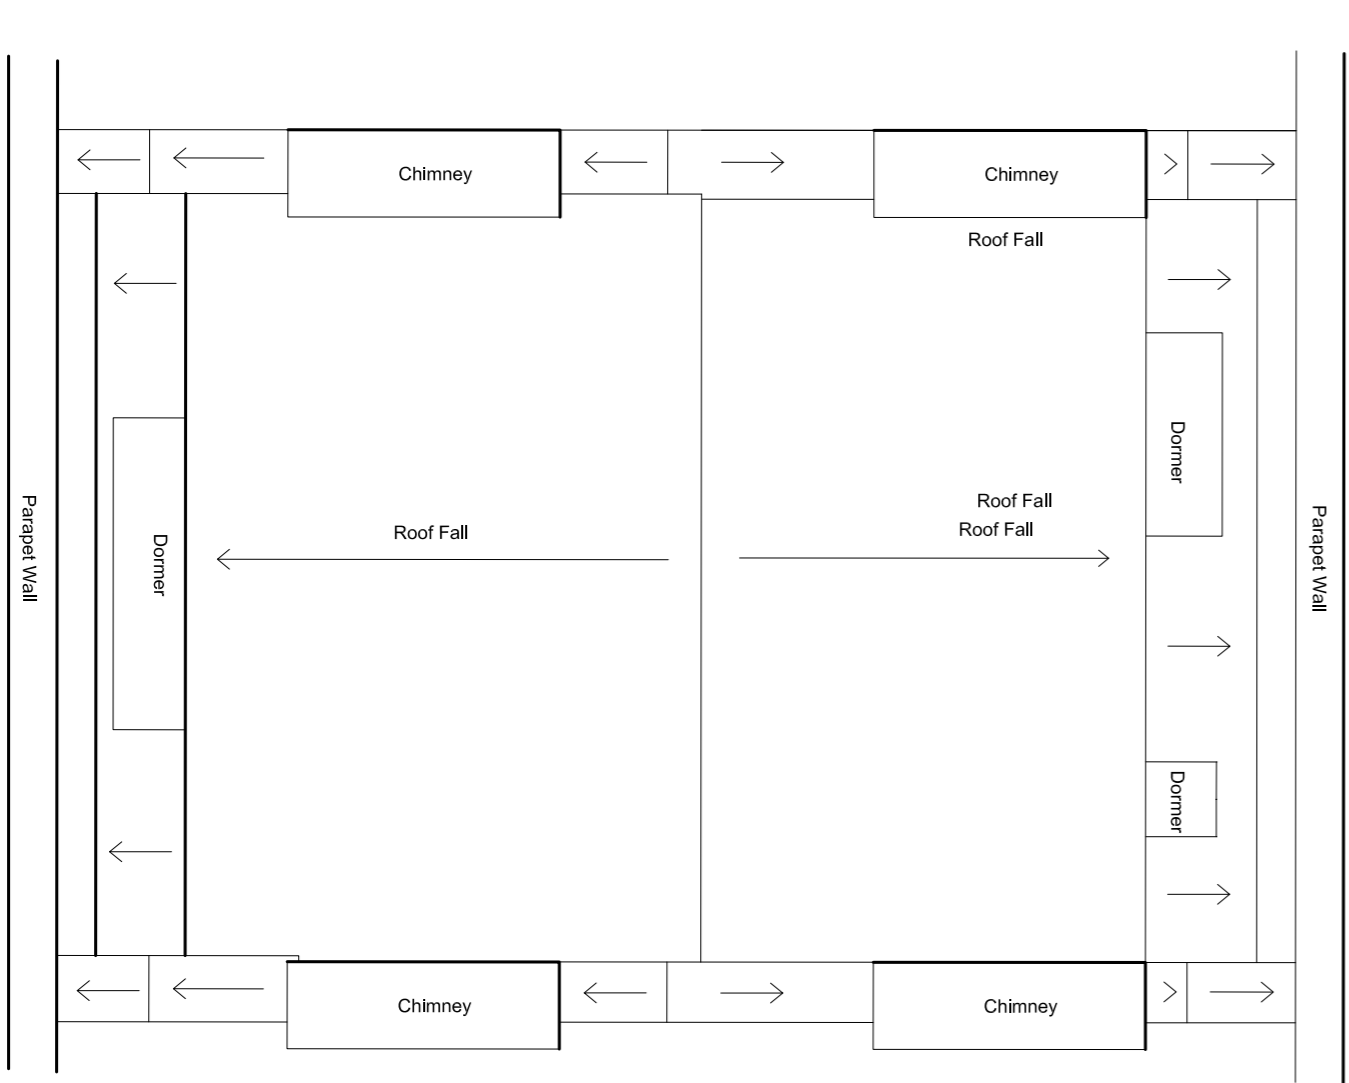 Chimney
Chimney
Roof Fall
Dormer
Roof Fall
Roof Fall
Roof Fall
Parapet Wall
Dormer
Parapet Wall
Dormer
Chimney
Chimney